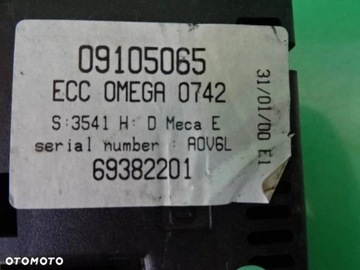 09105065
ECC OMEGA 0742
S:3541 H: D Meca E
serial number : A0V6L
69382201
31/01/00 E1
OTOMOTO